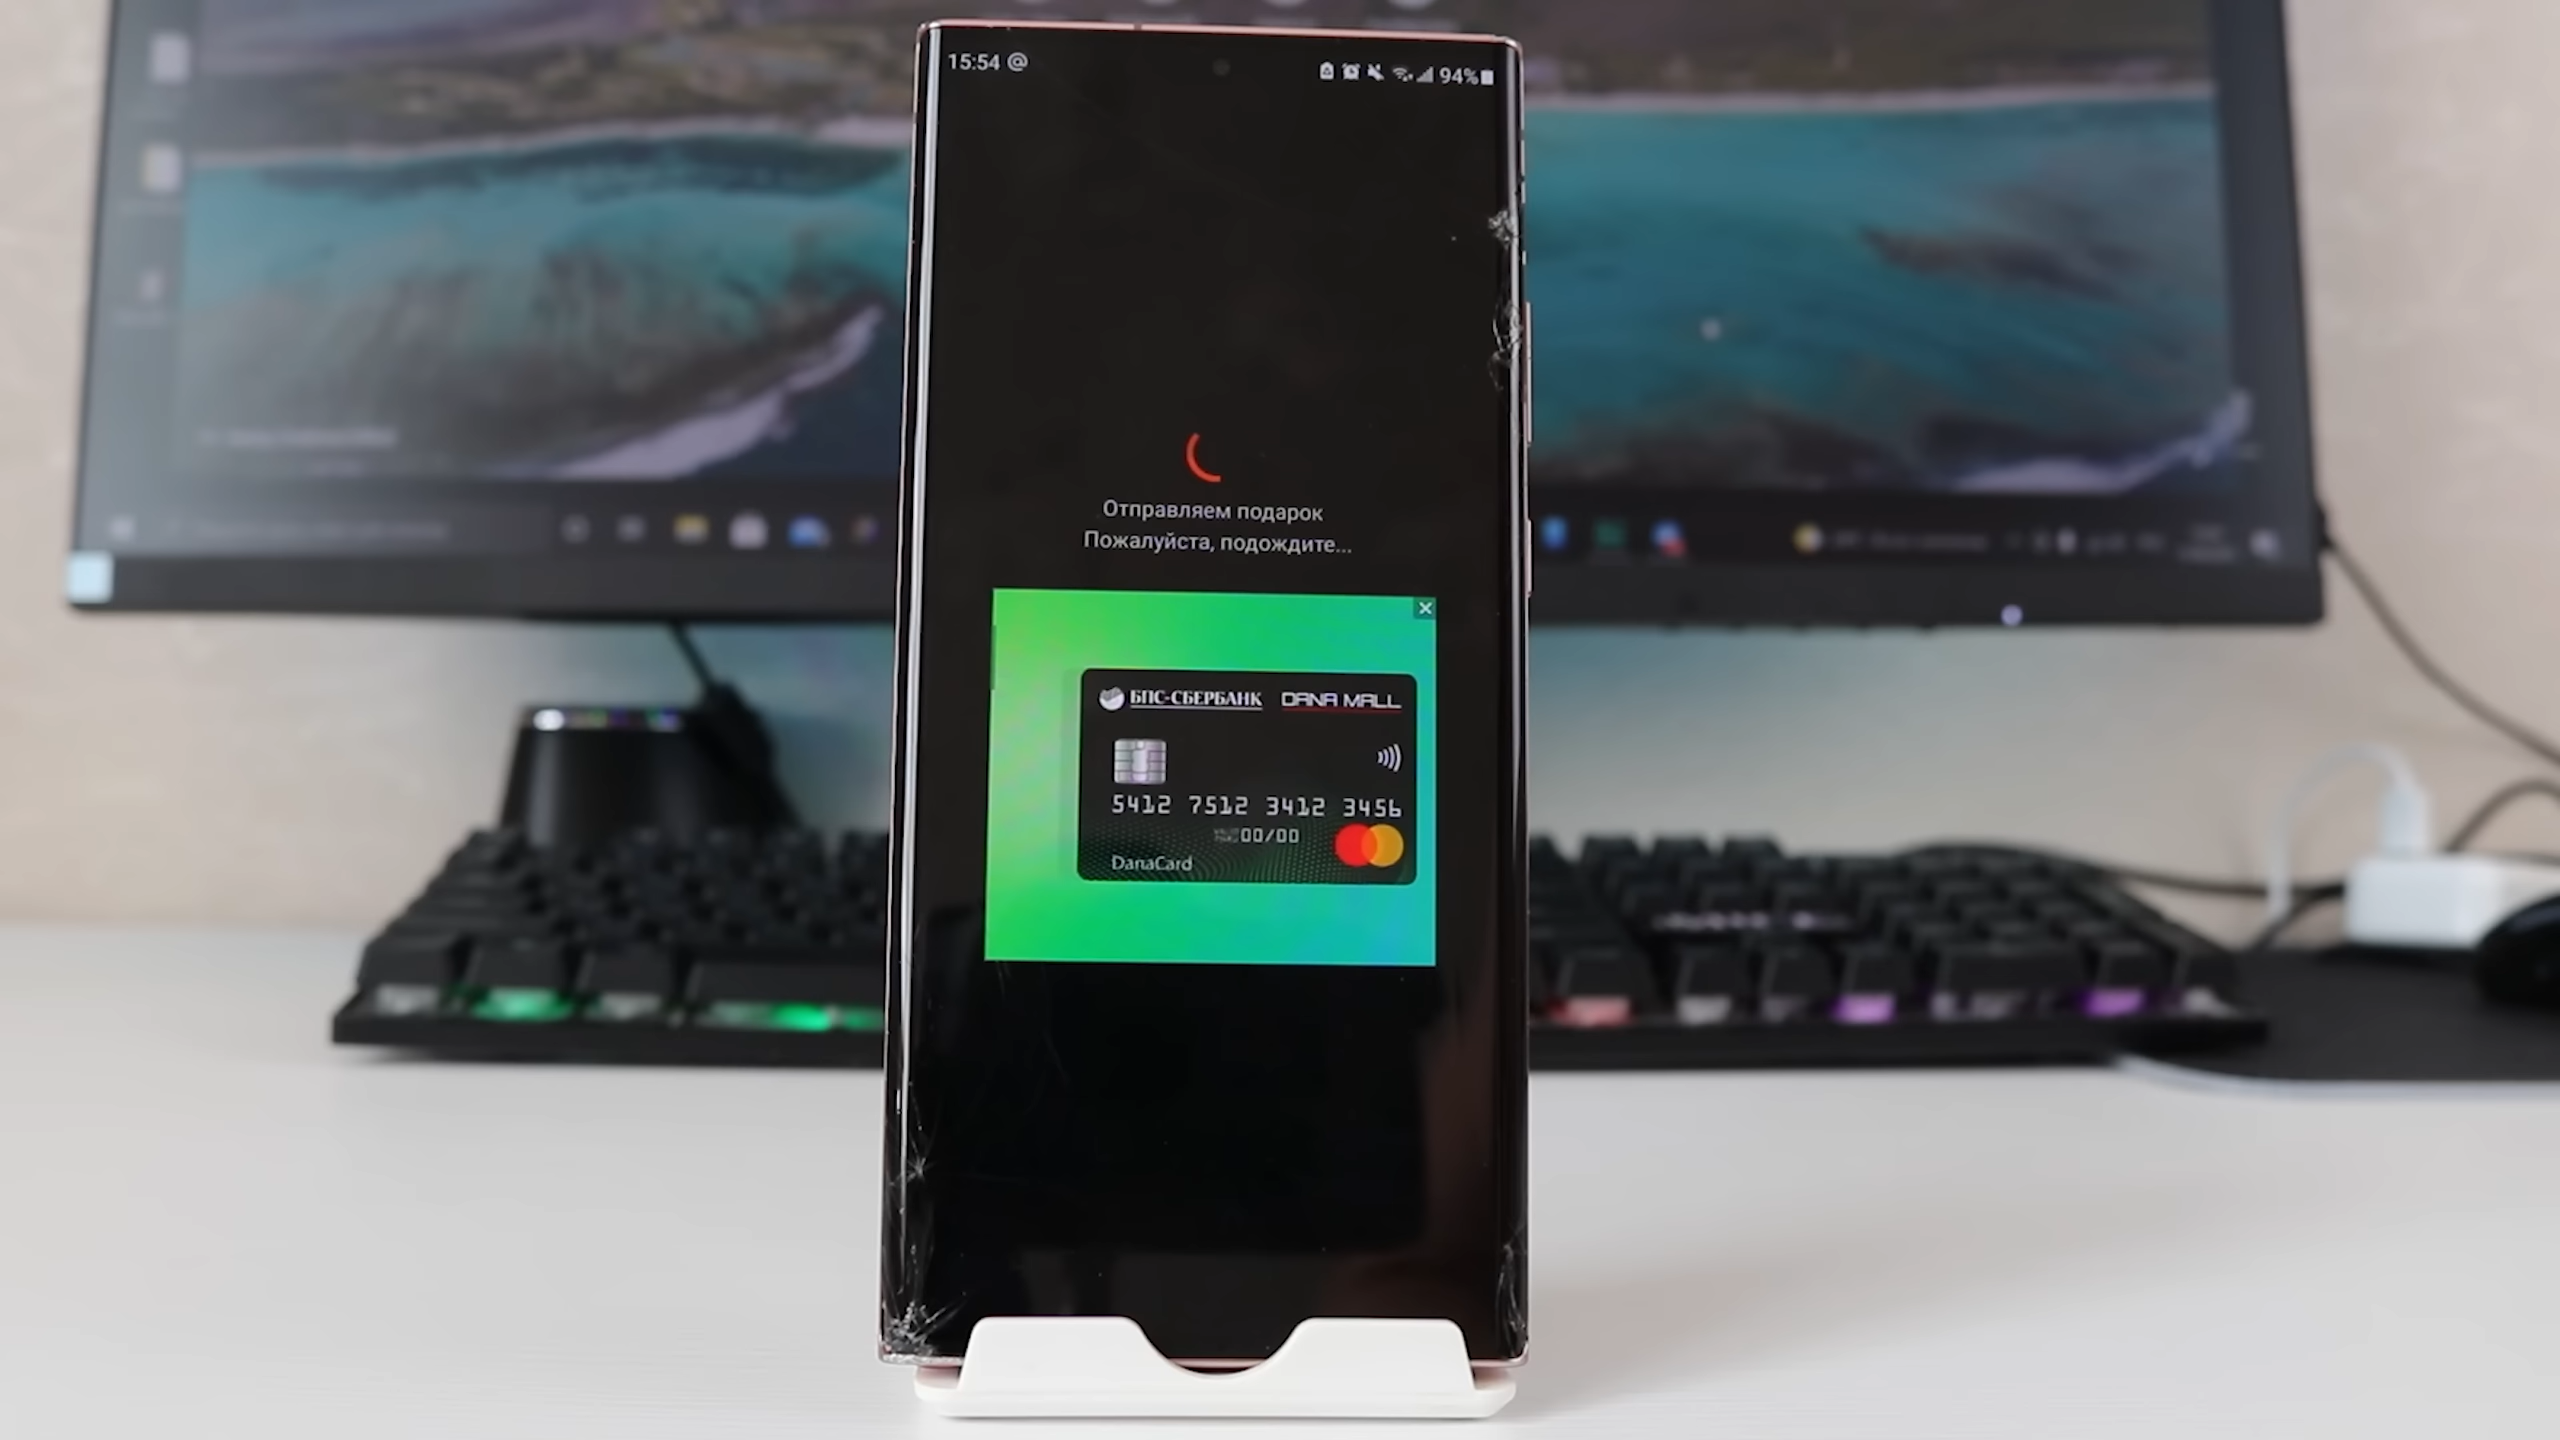 15:54
94%
Отправляем подарок
Пожалуйста, подождите...
БПС-СБЕРБАНК DANA MALL
5412 7512 3412 3456
00/00
DanaCard